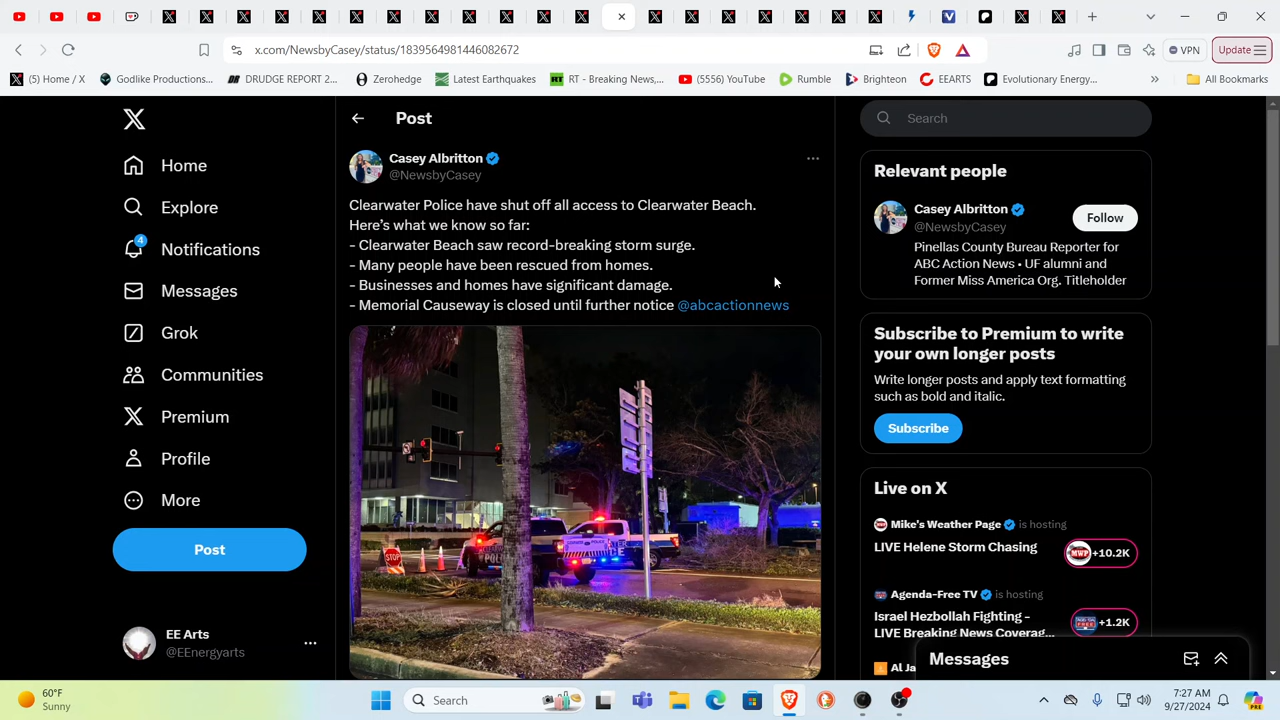 x.com/NewsbyCasey/status/1839564981446082672
VPN
Update
(5) Home / X
Godlike Productions...
DRUDGE REPORT 2...
Zerohedge
Latest Earthquakes
RT - Breaking News,...
(5555) YouTube
Rumble
Brighteon
EEARTS
Evolutionary Energy...
»
All Bookmarks
Home
Explore
4
Notifications
Messages
Grok
Communities
Premium
Profile
More
Post
EE Arts
@EEnergyarts
Post
Casey Albritton
@NewsbyCasey
Clearwater Police have shut off all access to Clearwater Beach.
Here's what we know so far:
- Clearwater Beach saw record-breaking storm surge.
- Many people have been rescued from homes.
- Businesses and homes have significant damage.
- Memorial Causeway is closed until further notice @abcactionnews
STOP
POLICE
Search
Relevant people
Casey Albritton
@NewsbyCasey
Follow
Pinellas County Bureau Reporter for
ABC Action News • UF alumni and
Former Miss America Org. Titleholder
Subscribe to Premium to write
your own longer posts
Write longer posts and apply text formatting
such as bold and italic.
Subscribe
Live on X
Mike's Weather Page is hosting
LIVE Helene Storm Chasing
MWP +10.2K
Agenda-Free TV is hosting
Israel Hezbollah Fighting -
LIVE Breaking News Coverag...
+1.2K
Al Ja
Messages
60°F
Sunny
Search
7:27 AM
9/27/2024
PRE